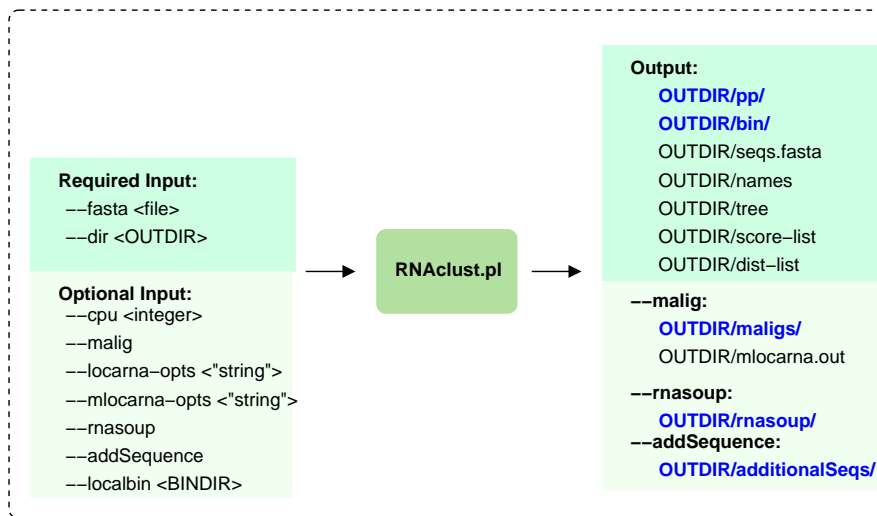 Required Input:
−−fasta <file>
−−dir <OUTDIR>
Optional Input:
−−cpu <integer>
−−malig
−−locarna−opts <"string">
−−mlocarna−opts <"string">
−−rnasoup
−−addSequence
−−localbin <BINDIR>
RNAclust.pl
Output:
OUTDIR/pp/
OUTDIR/bin/
OUTDIR/seqs.fasta
OUTDIR/names
OUTDIR/tree
OUTDIR/score−list
OUTDIR/dist−list
−−malig:
OUTDIR/maligs/
OUTDIR/mlocarna.out
−−rnasoup:
OUTDIR/rnasoup/
−−addSequence:
OUTDIR/additionalSeqs/